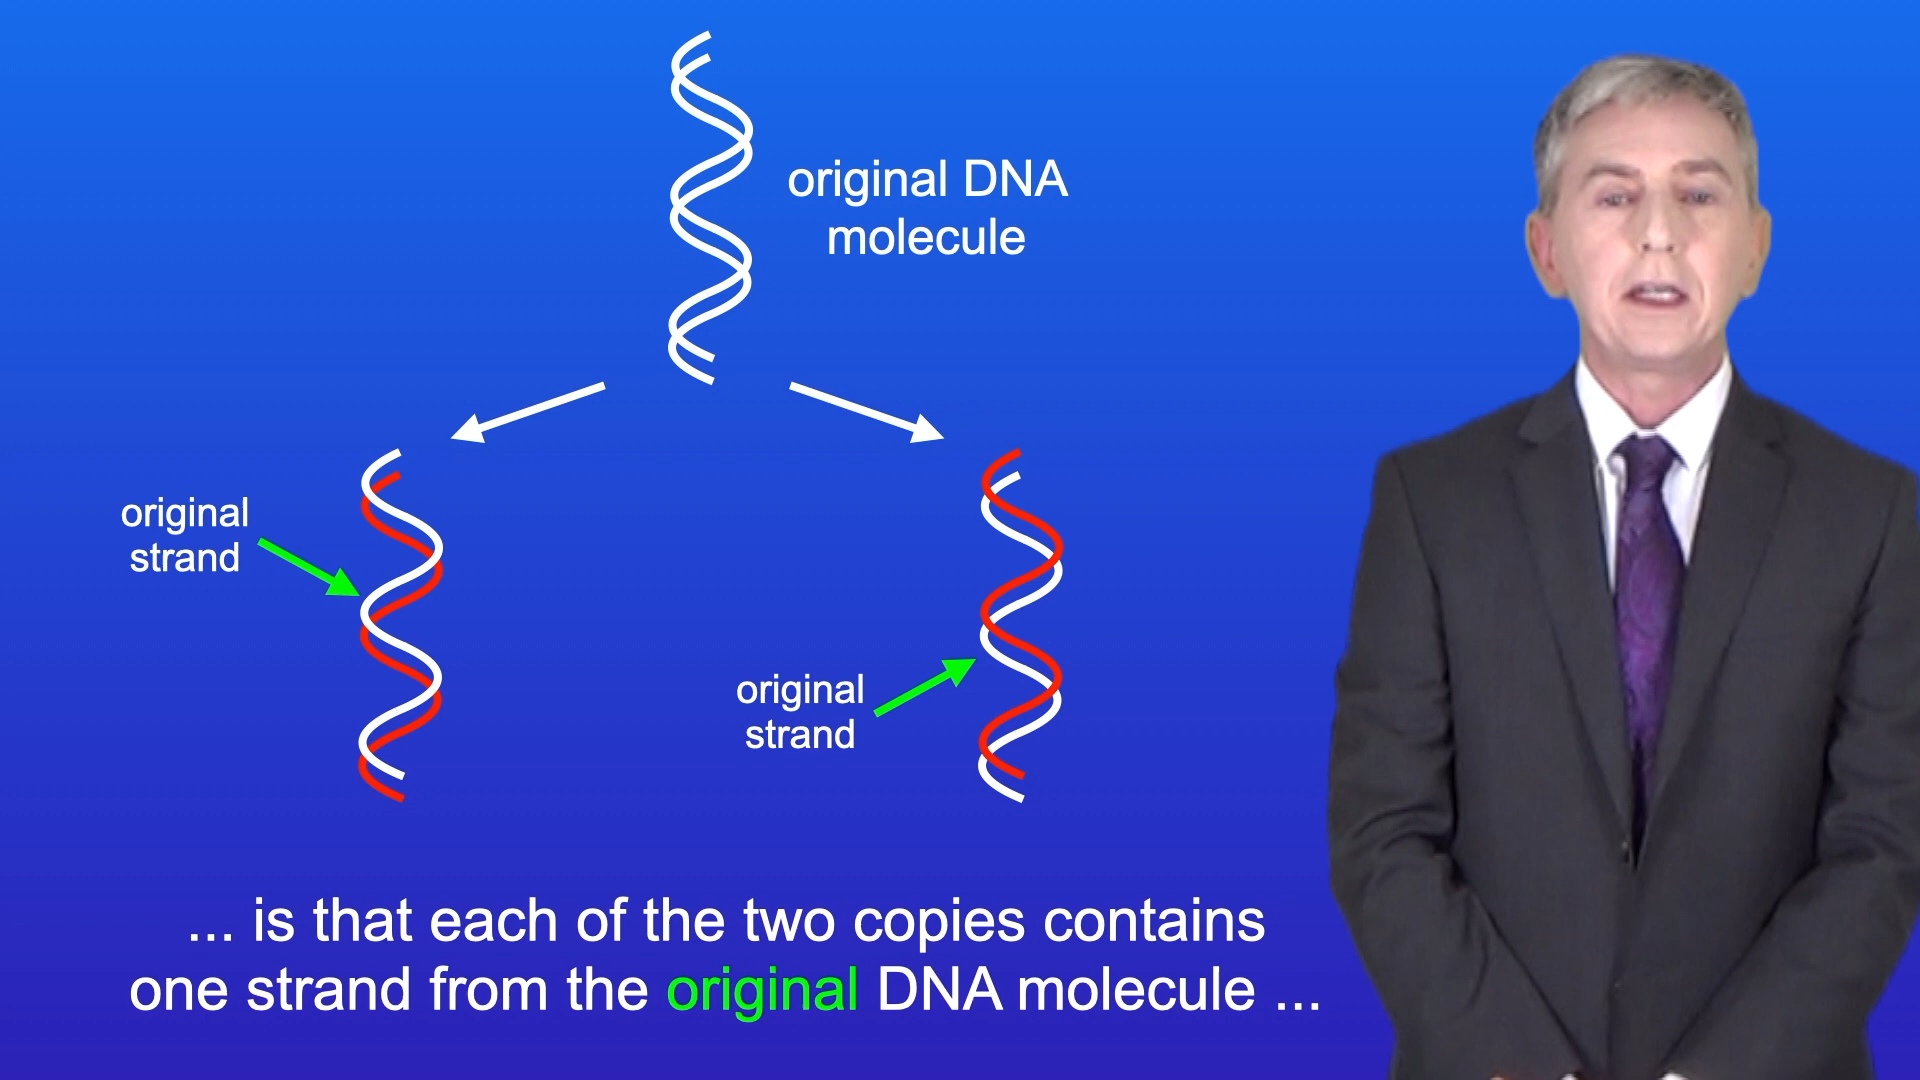 original DNA
molecule
original
strand
original
strand
... is that each of the two copies contains
one strand from the original DNA molecule ...